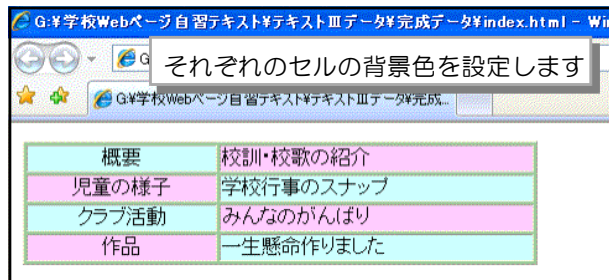 G:¥学校Webページ自習テキスト¥テキストⅢデータ¥完成データ¥index.html - Wi
G
それぞれのセルの背景色を設定します
G:¥学校Webページ自習テキスト¥テキストⅢデータ¥完成...
概要 校訓・校歌の紹介
児童の様子 学校行事のスナップ
クラブ活動 みんなのがんばり
作品 一生懸命作りました